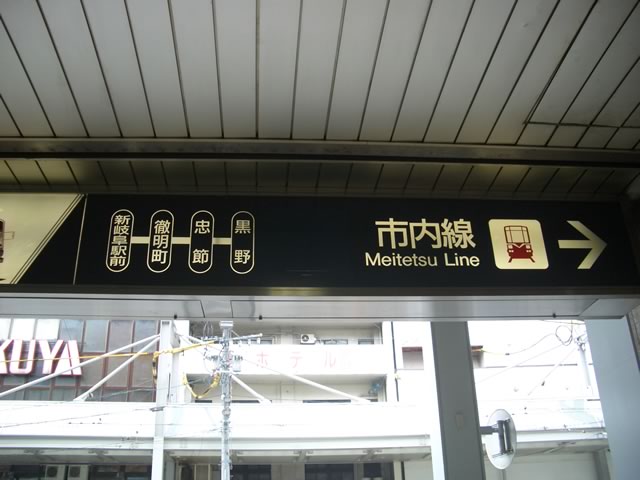 新岐阜駅前
徹明町
忠節
黒野
市内線
Meitetsu Line
KUYA
ホテル